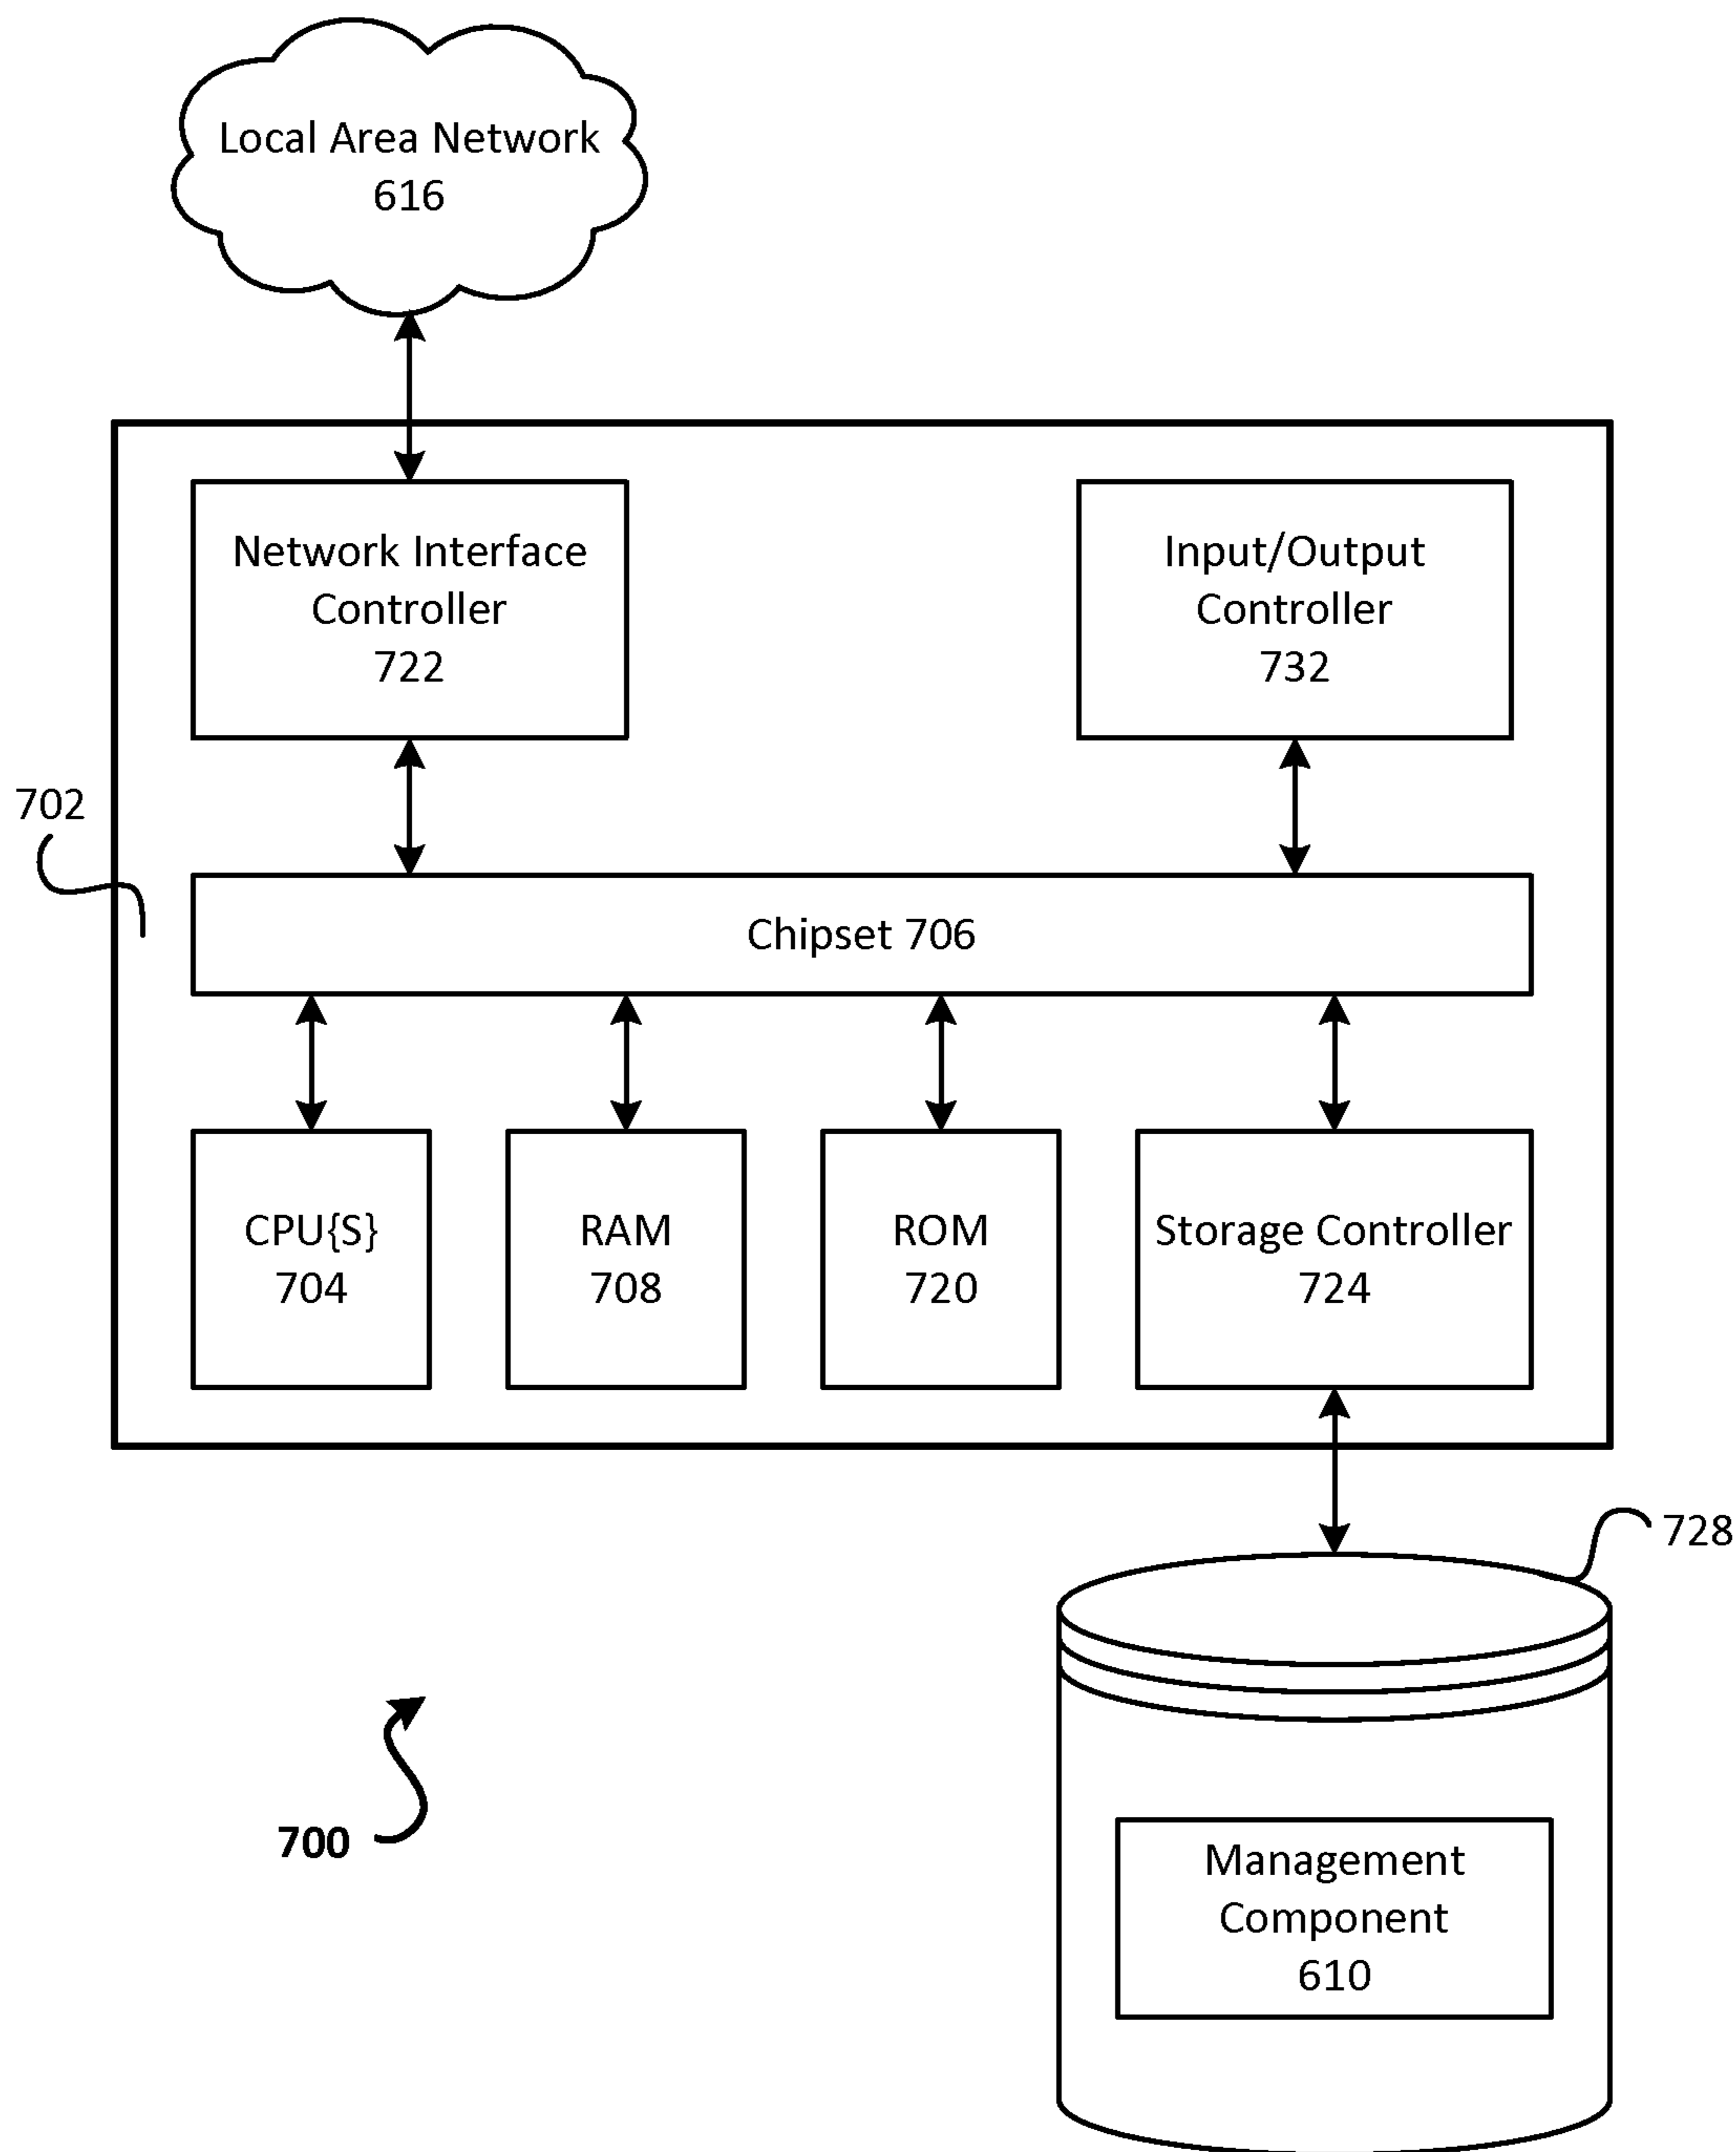 Local Area Network
616
Network Interface
Controller
722
Input/Output
Controller
732
702
Chipset 706
CPU{S}
704
RAM
708
ROM
720
Storage Controller
724
728
700
Management
Component
610